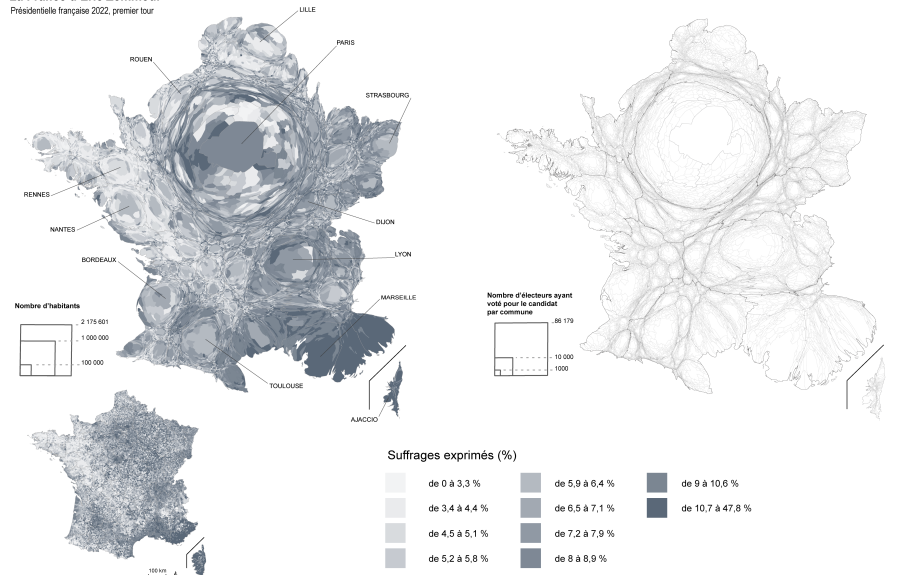 Présidentielle française 2022, premier tour
LILLE
PARIS
ROUEN
STRASBOURG
RENNES
NANTES
DIJON
BORDEAUX
LYON
MARSEILLE
TOULOUSE
AJACCIO
Nombre d'habitants
2 175 601
1 000 000
100 000
Nombre d'électeurs ayant
voté pour le candidat
par commune
86 179
10 000
1000
100 km
Suffrages exprimés (%)
de 0 à 3,3 %
de 3,4 à 4,4 %
de 4,5 à 5,1 %
de 5,2 à 5,8 %
de 5,9 à 6,4 %
de 6,5 à 7,1 %
de 7,2 à 7,9 %
de 8 à 8,9 %
de 9 à 10,6 %
de 10,7 à 47,8 %